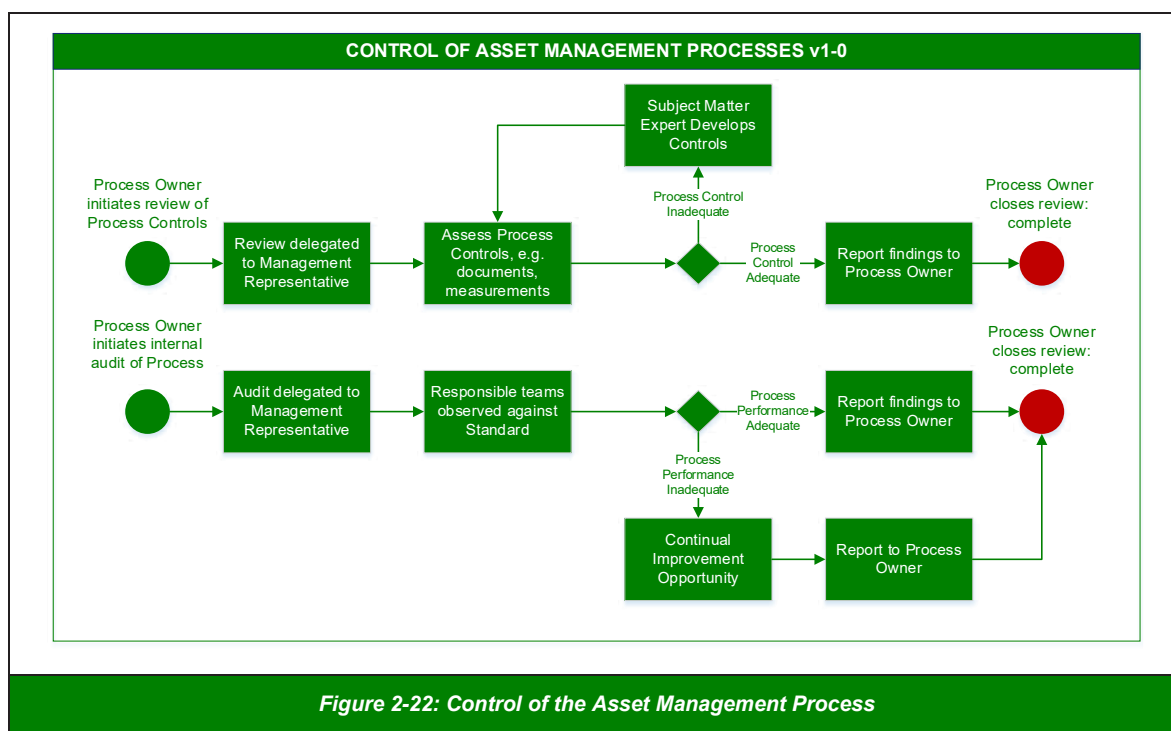 CONTROL OF ASSET MANAGEMENT PROCESSES v1-0
Subject Matter
Expert Develops
Controls
Process Owner
initiates review of
Process Controls
Process Control
Inadequate
Process Owner
closes review:
complete
Review delegated
to Management
Representative
Assess Process
Controls, e.g.
documents,
measurements
Process
Control
Adequate
Report findings to
Process Owner
Process Owner
initiates internal
audit of Process
Process Owner
closes review:
complete
Audit delegated to
Management
Representative
Responsible teams
observed against
Standard
Process
Performance
Adequate
Report findings to
Process Owner
Process
Performance
Inadequate
Continual
Improvement
Opportunity
Report to Process
Owner
Figure 2-22: Control of the Asset Management Process